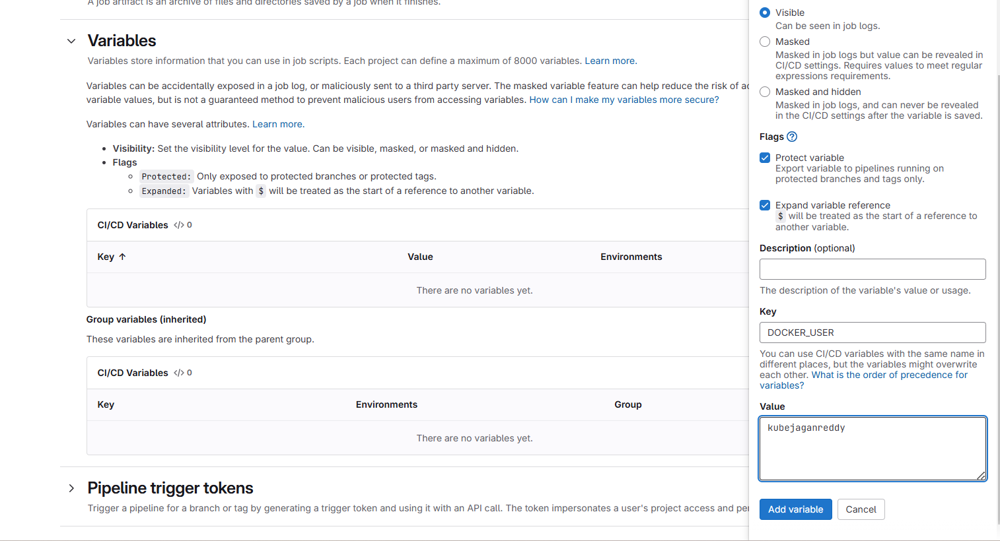 A job artifact is an archive of files and directories saved by a job when it finishes.
Variables
Variables store information that you can use in job scripts. Each project can define a maximum of 8000 variables. Learn more.
Variables can be accidentally exposed in a job log, or maliciously sent to a third party server. The masked variable feature can help reduce the risk of
variable values, but is not a guaranteed method to prevent malicious users from accessing variables. How can I make my variables more secure?
Variables can have several attributes. Learn more.
• Visibility: Set the visibility level for the value. Can be visible, masked, or masked and hidden.
• Flags
◦ Protected: Only exposed to protected branches or protected tags.
◦ Expanded: Variables with $ will be treated as the start of a reference to another variable.
CI/CD Variables </> 0
Key ↑ Value Environments
There are no variables yet.
Group variables (inherited)
These variables are inherited from the parent group.
CI/CD Variables </> 0
Key Environments Group
There are no variables yet.
Pipeline trigger tokens
Trigger a pipeline for a branch or tag by generating a trigger token and using it with an API call. The token impersonates a user's project access and
Visible
Can be seen in job logs.
Masked
Masked in job logs but value can be revealed in
CI/CD settings. Requires values to meet regular
expressions requirements.
Masked and hidden
Masked in job logs, and can never be revealed
in the CI/CD settings after the variable is saved.
Flags ?
Protect variable
Export variable to pipelines running on
protected branches and tags only.
Expand variable reference
$ will be treated as the start of a reference to
another variable.
Description (optional)
The description of the variable's value or usage.
Key
DOCKER_USER
You can use CI/CD variables with the same name in
different places, but the variables might overwrite
each other. What is the order of precedence for
variables?
Value
kubejaganreddy
Add variable Cancel